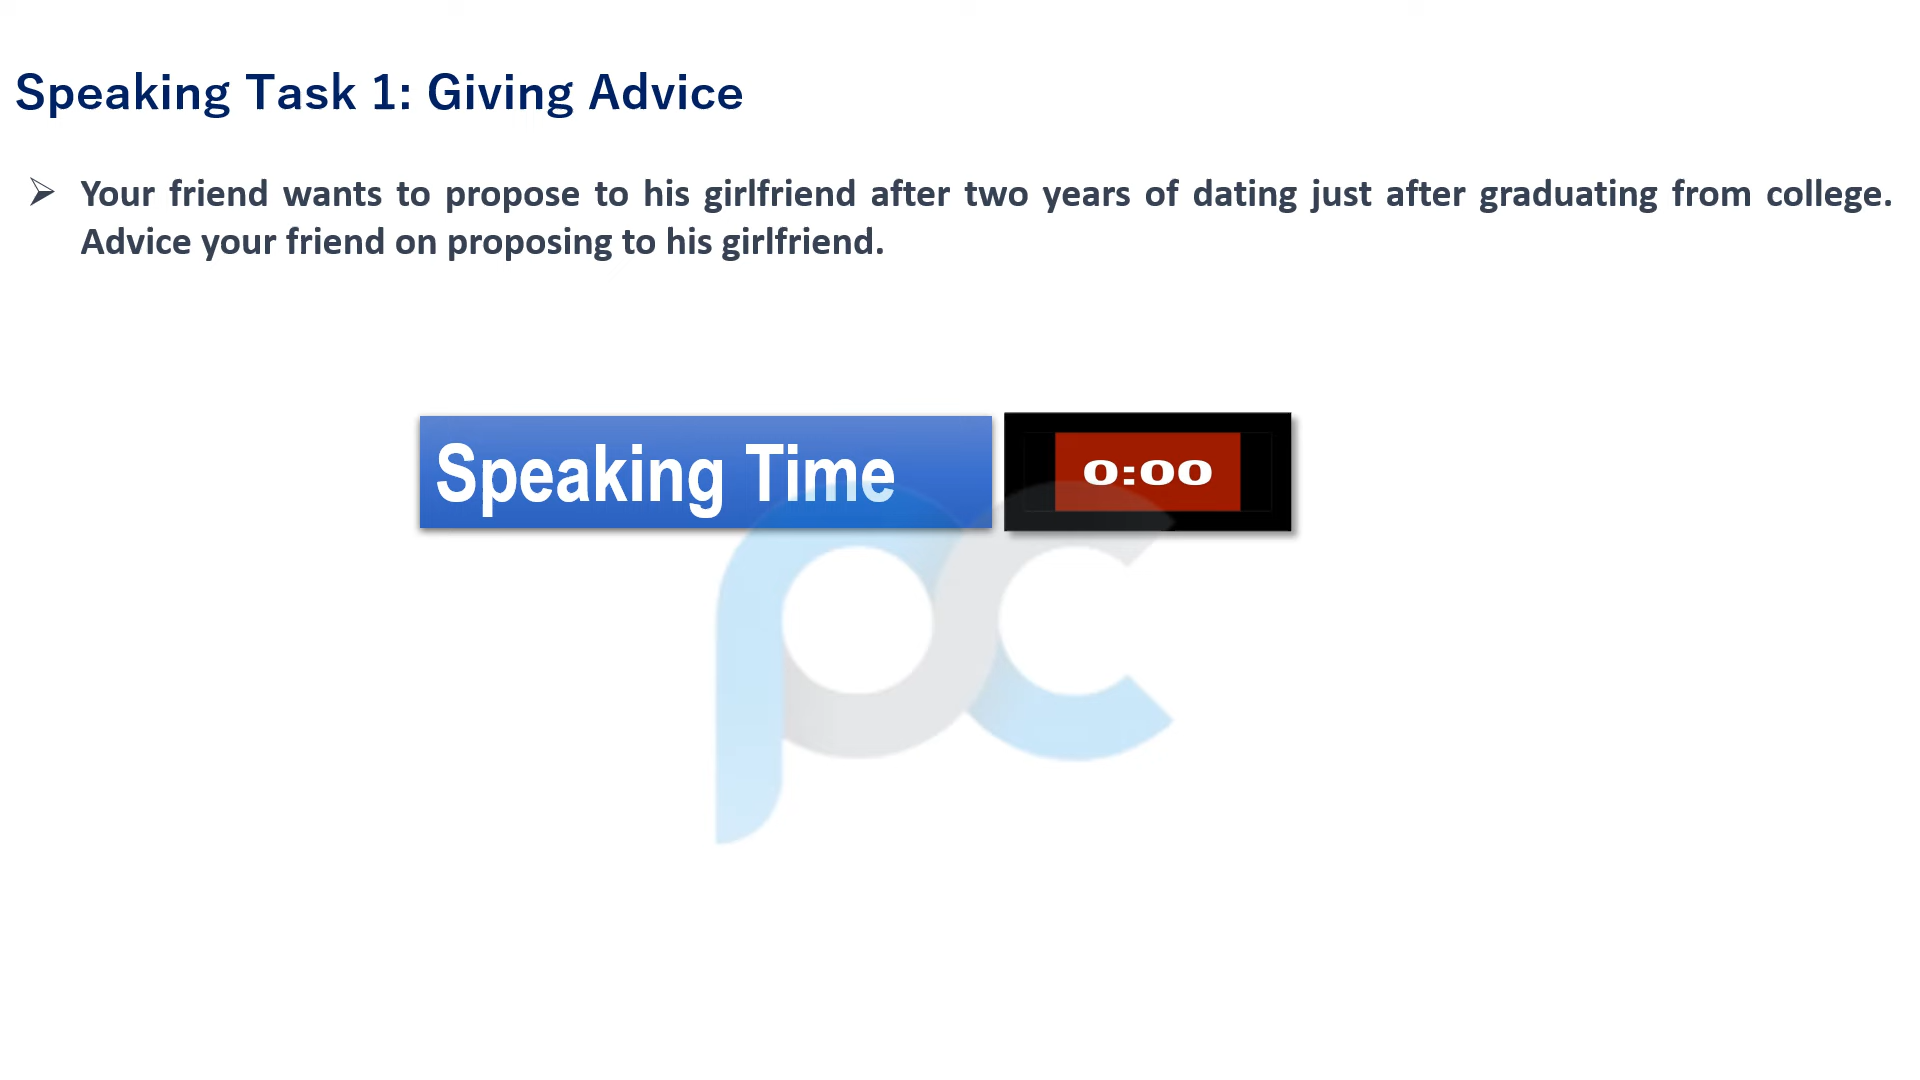 Speaking Task 1: Giving Advice
Your friend wants to propose to his girlfriend after two years of dating just after graduating from college.
Advice your friend on proposing to his girlfriend.
Speaking Time
0:00
pc